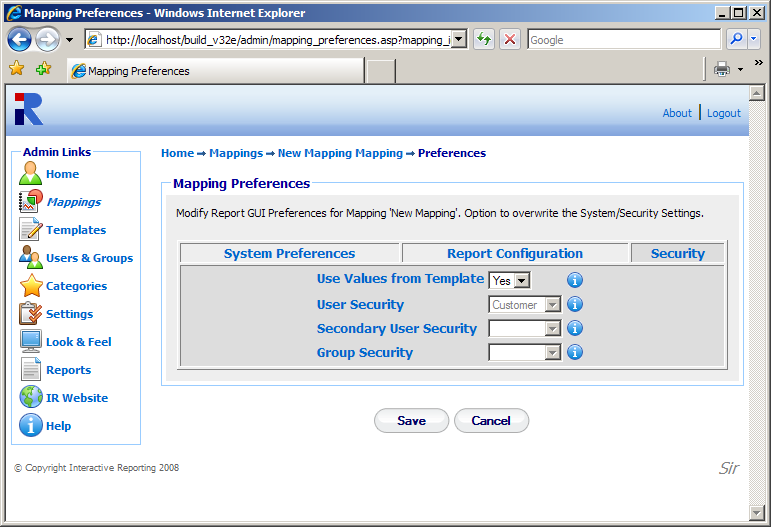 Mapping Preferences - Windows Internet Explorer
http://localhost/build_v32e/admin/mapping_preferences.asp?mapping_i
Google
Mapping Preferences
»
R
About | Logout
Admin Links
Home
Mappings
Templates
Users & Groups
Categories
Settings
Look & Feel
Reports
IR Website
Help
Home → Mappings → New Mapping Mapping → Preferences
Mapping Preferences
Modify Report GUI Preferences for Mapping 'New Mapping'. Option to overwrite the System/Security Settings.
System Preferences Report Configuration Security
Use Values from Template Yes
User Security Customer
Secondary User Security
Group Security
Save Cancel
© Copyright Interactive Reporting 2008
Sir